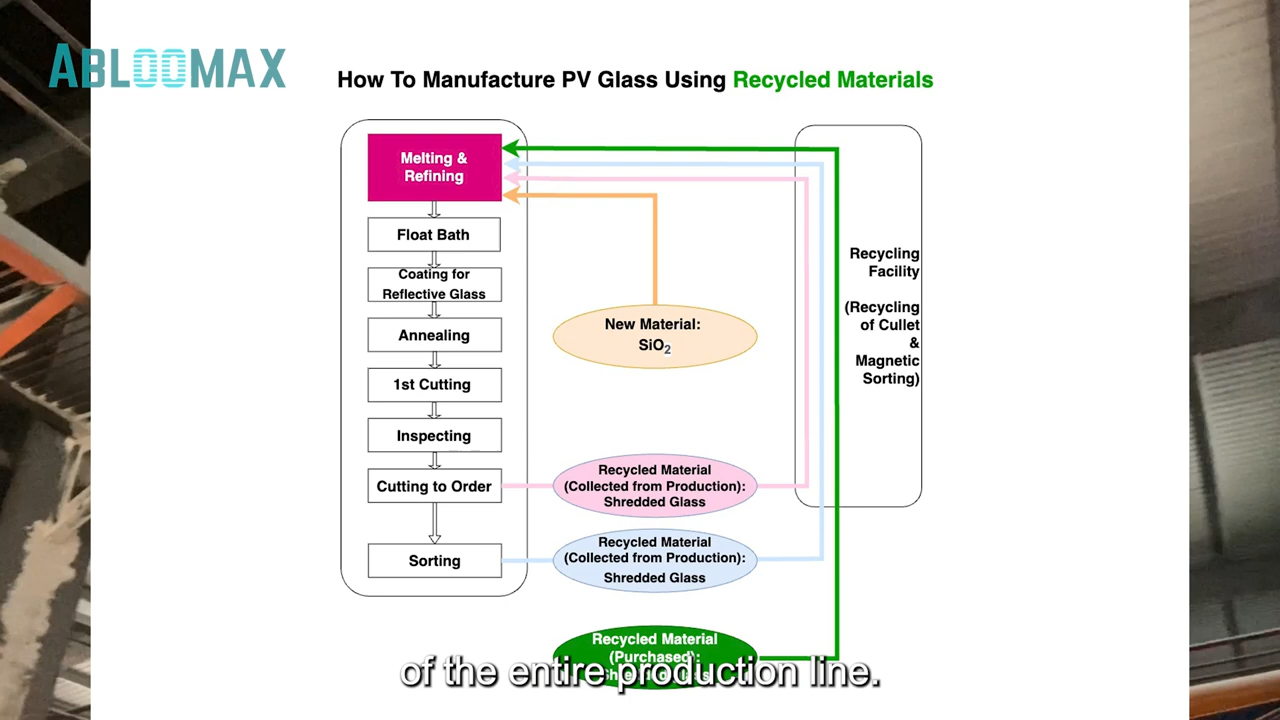 ABLOOMAX
How To Manufacture PV Glass Using Recycled Materials
Melting &
Refining
Float Bath
Coating for
Reflective Glass
Annealing
1st Cutting
Inspecting
Cutting to Order
Sorting
New Material:
SiO₂
Recycled Material
(Collected from Production):
Shredded Glass
Recycled Material
(Collected from Production):
Shredded Glass
Recycled Material
(Purchased):
Recycling
Facility
(Recycling
of Cullet
&
Magnetic
Sorting)
of the entire production line.